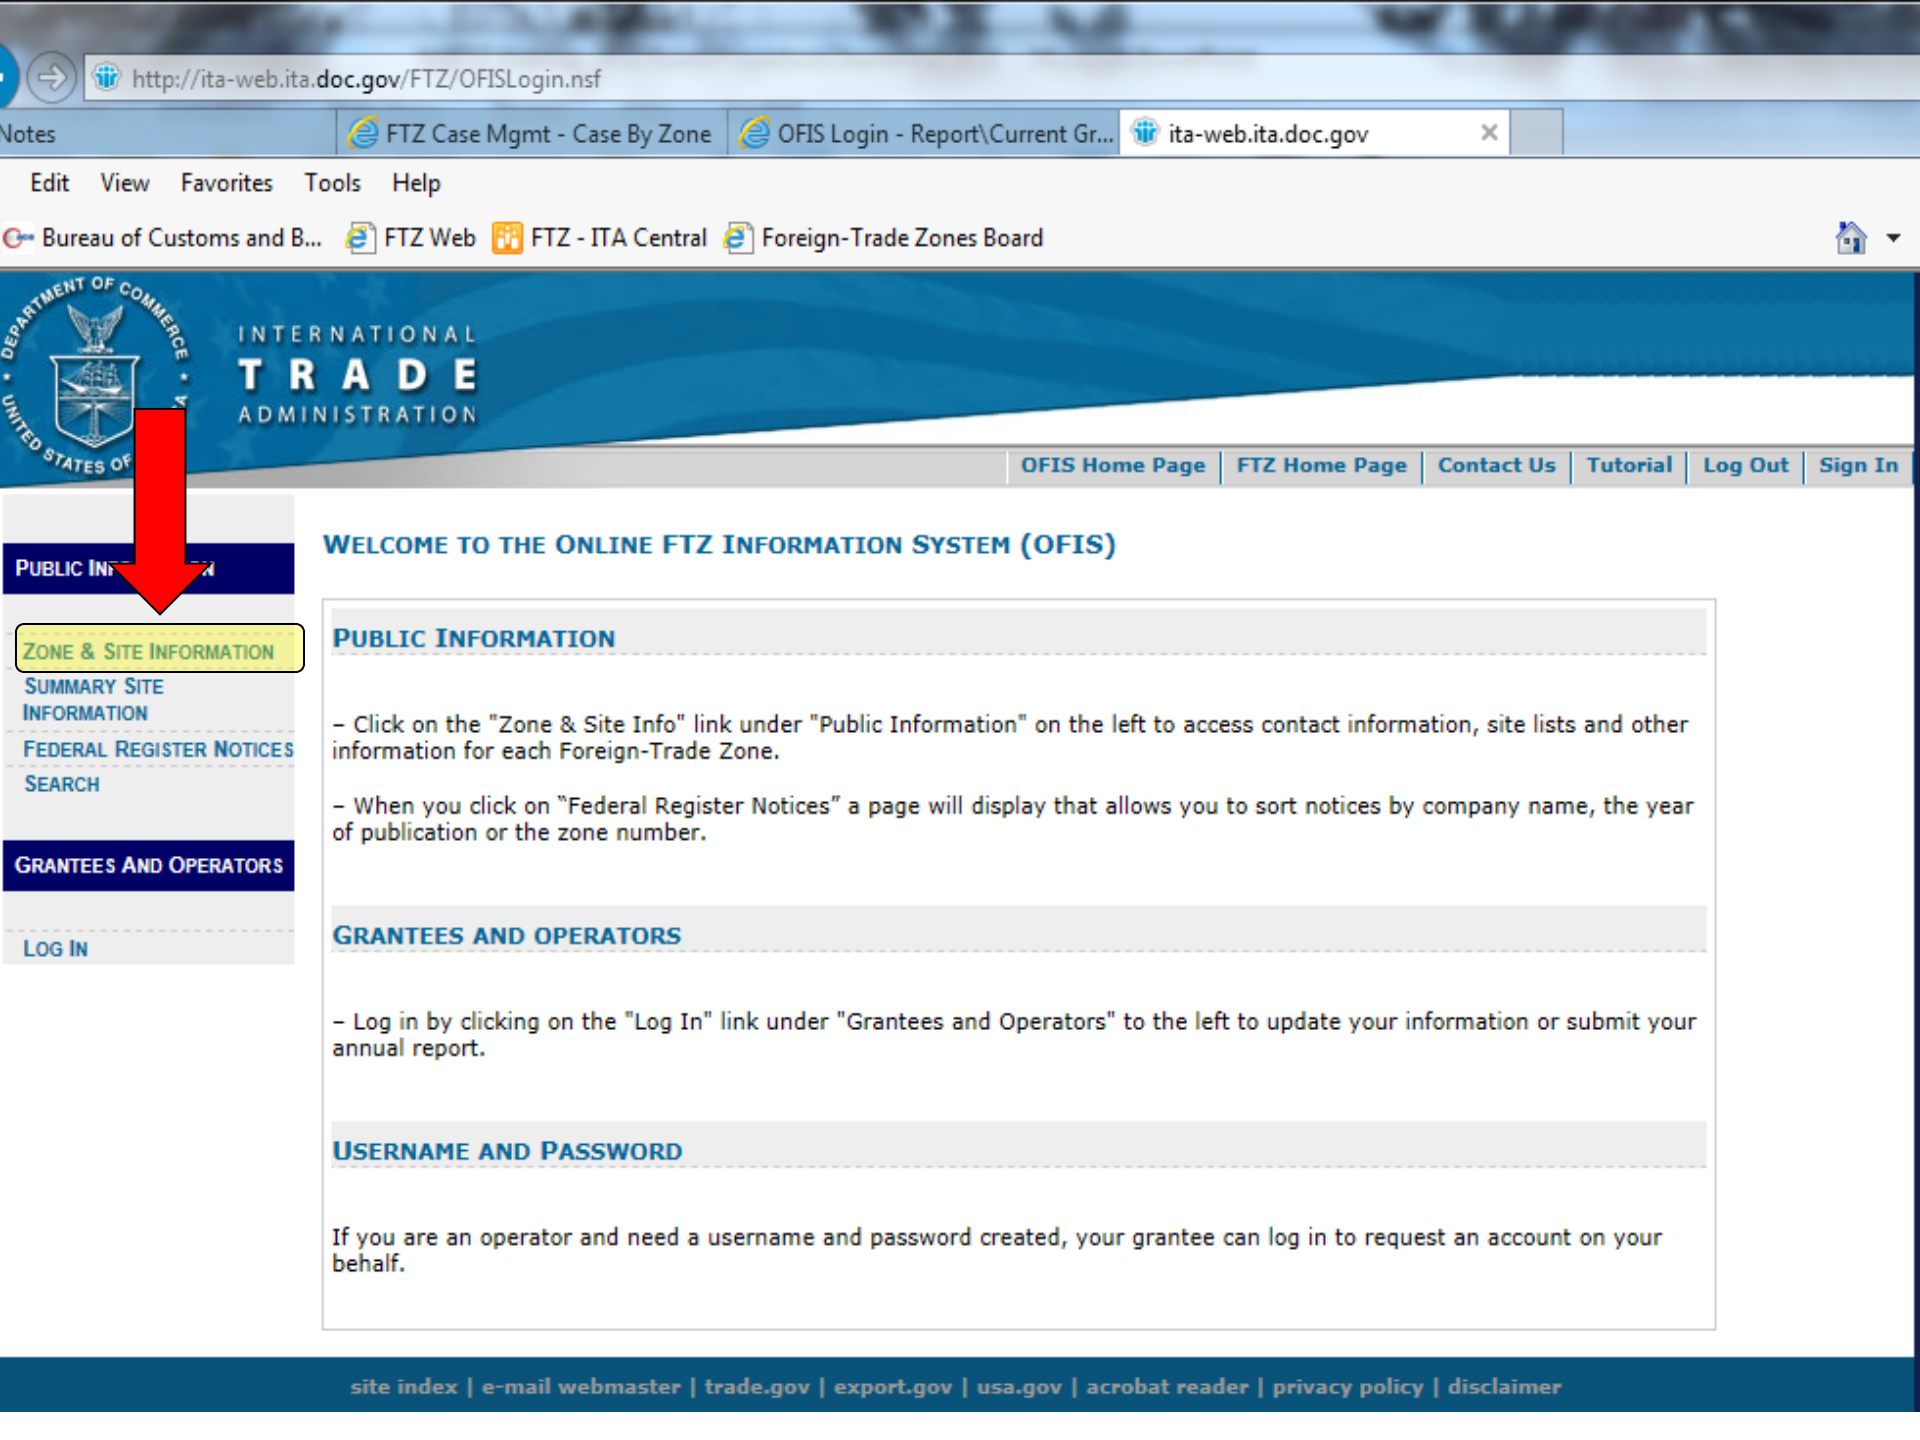 http://ita-web.ita.doc.gov/FTZ/OFISLogin.nsf
Notes
FTZ Case Mgmt - Case By Zone
OFIS Login - Report\Current Gr...
ita-web.ita.doc.gov
Edit View Favorites Tools Help
Bureau of Customs and B...
FTZ Web
FTZ - ITA Central
Foreign-Trade Zones Board
DEPARTMENT OF COMMERCE
UNITED STATES OF
INTERNATIONAL
TRADE
ADMINISTRATION
OFIS Home Page | FTZ Home Page | Contact Us | Tutorial | Log Out | Sign In
PUBLIC
ZONE & SITE INFORMATION
SUMMARY SITE
INFORMATION
FEDERAL REGISTER NOTICES
SEARCH
GRANTEES AND OPERATORS
LOG IN
WELCOME TO THE ONLINE FTZ INFORMATION SYSTEM (OFIS)
PUBLIC INFORMATION
– Click on the "Zone & Site Info" link under "Public Information" on the left to access contact information, site lists and other
information for each Foreign-Trade Zone.
– When you click on “Federal Register Notices” a page will display that allows you to sort notices by company name, the year
of publication or the zone number.
GRANTEES AND OPERATORS
– Log in by clicking on the "Log In" link under "Grantees and Operators" to the left to update your information or submit your
annual report.
USERNAME AND PASSWORD
If you are an operator and need a username and password created, your grantee can log in to request an account on your
behalf.
site index | e-mail webmaster | trade.gov | export.gov | usa.gov | acrobat reader | privacy policy | disclaimer